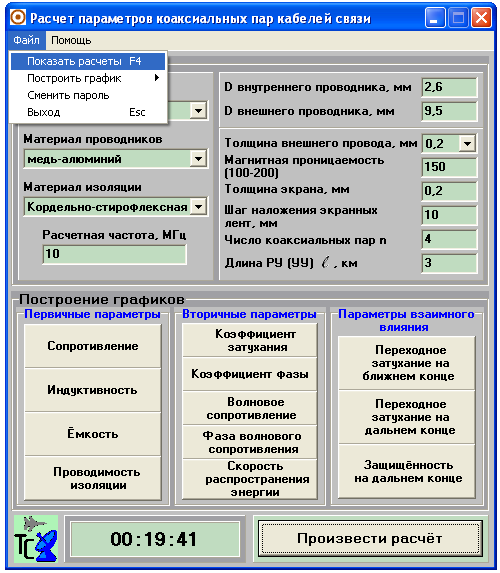 Расчет параметров коаксиальных пар кабелей связи
Файл Помощь
Показать расчеты F4
Построить график
Сменить пароль
Выход Esc
Материал проводников
медь-алюминий
Материал изоляции
Кордельно-стирофлексная
Расчетная частота, МГц
10
D внутреннего проводника, мм 2,6
D внешнего проводника, мм 9,5
Толщина внешнего провода, мм 0,2
Магнитная проницаемость
(100-200) 150
Толщина экрана, мм 0,2
Шаг наложения экранных
лент, мм 10
Число коаксиальных пар n 4
Длина РУ (УУ) ℓ , км 3
Построение графиков
Первичные параметры
Сопротивление
Индуктивность
Ёмкость
Проводимость
изоляции
Вторичные параметры
Коэффициент
затухания
Коэффициент фазы
Волновое
сопротивление
Фаза волнового
сопротивления
Скорость
распространения
энергии
Параметры взаимного
влияния
Переходное
затухание на
ближнем конце
Переходное
затухание на
дальнем конце
Защищённость
на дальнем конце
ТС
00:19:41
Произвести расчёт